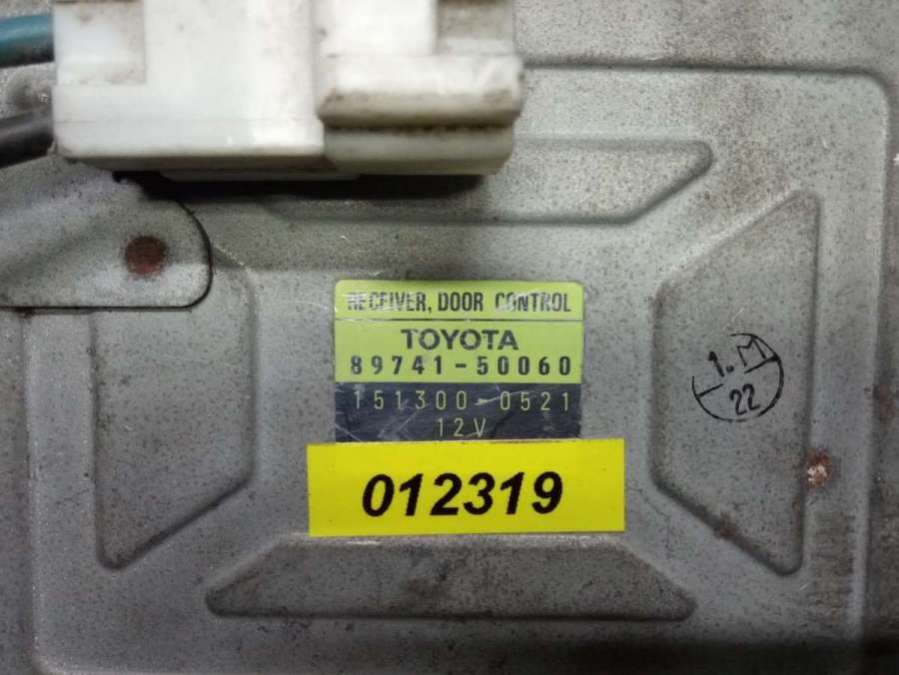 RECEIVER, DOOR CONTROL
TOYOTA
89741-50060
151300-0521
12V
012319
1.M
22